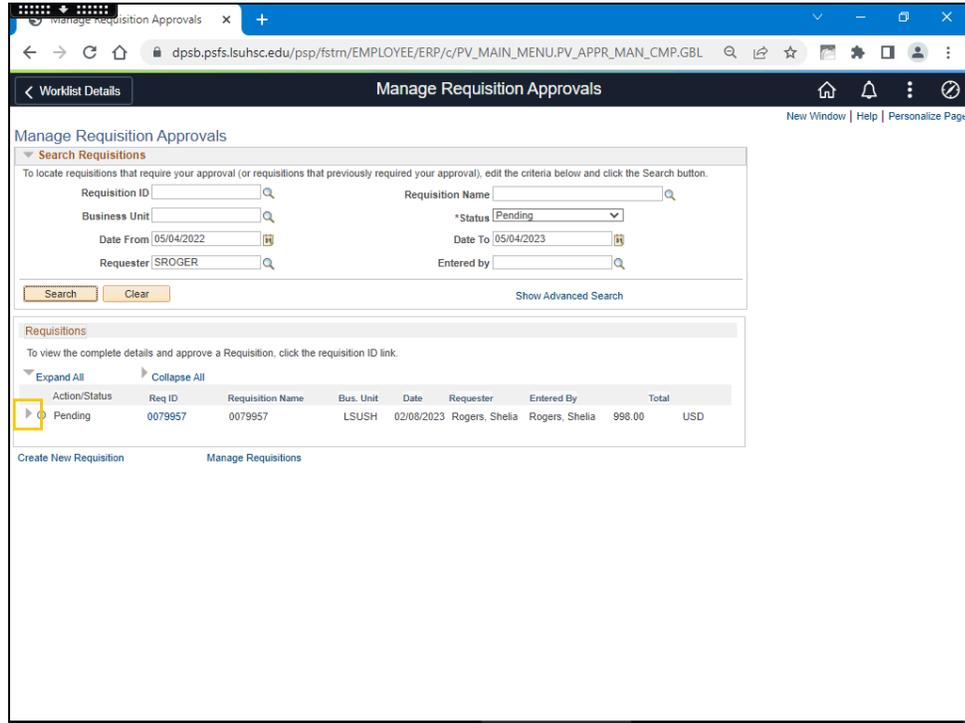 Manage Requisition Approvals
dpsb.psfs.lsuhsc.edu/psp/fstrn/EMPLOYEE/ERP/c/PV_MAIN_MENU.PV_APPR_MAN_CMP.GBL
Worklist Details Manage Requisition Approvals
New Window | Help | Personalize Page
Manage Requisition Approvals
Search Requisitions
To locate requisitions that require your approval (or requisitions that previously required your approval), edit the criteria below and click the Search button.
Requisition ID Requisition Name
Business Unit *Status Pending
Date From 05/04/2022 Date To 05/04/2023
Requester SROGER Entered by
Search Clear Show Advanced Search
Requisitions
To view the complete details and approve a Requisition, click the requisition ID link.
Expand All Collapse All
Action/Status Req ID Requisition Name Bus. Unit Date Requester Entered By Total
Pending 0079957 0079957 LSUSH 02/08/2023 Rogers, Shelia Rogers, Shelia 998.00 USD
Create New Requisition Manage Requisitions